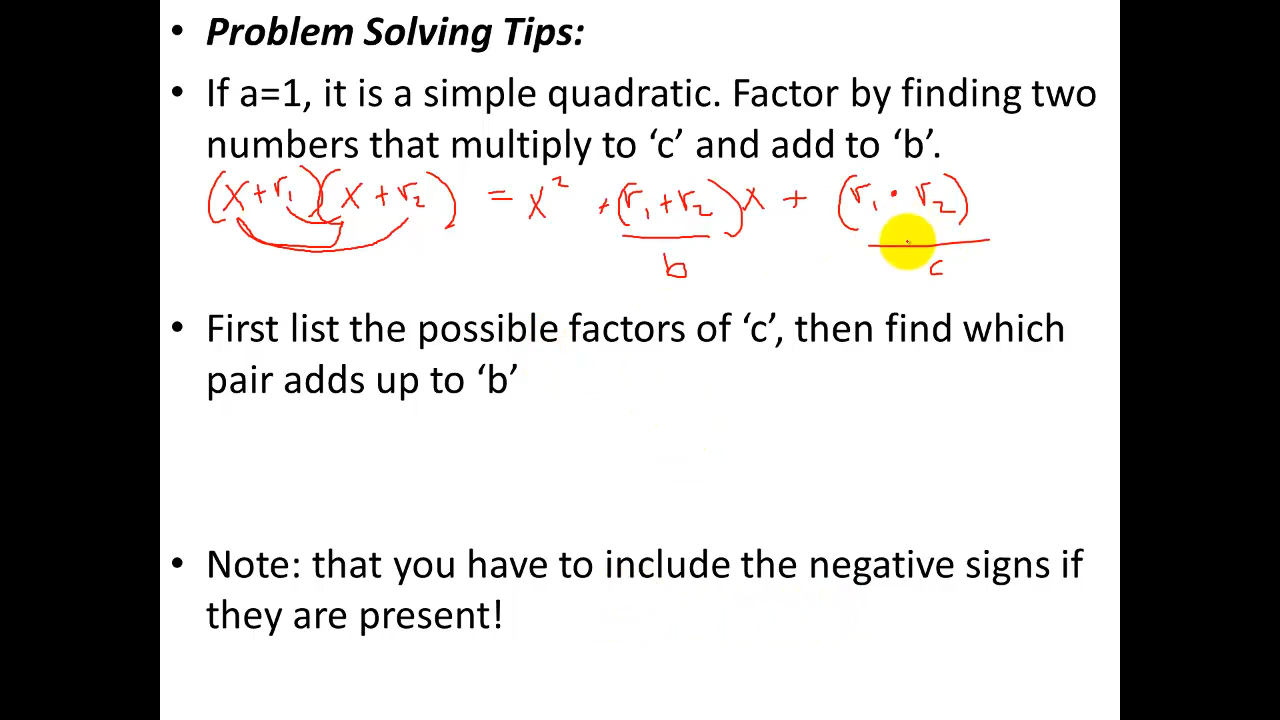 • Problem Solving Tips:
• If a=1, it is a simple quadratic. Factor by finding two
numbers that multiply to ‘c’ and add to ‘b’.
(x+r₁)(x+r₂) = x² +(r₁+r₂)x + (r₁·r₂)
b c
• First list the possible factors of ‘c’, then find which
pair adds up to ‘b’
• Note: that you have to include the negative signs if
they are present!